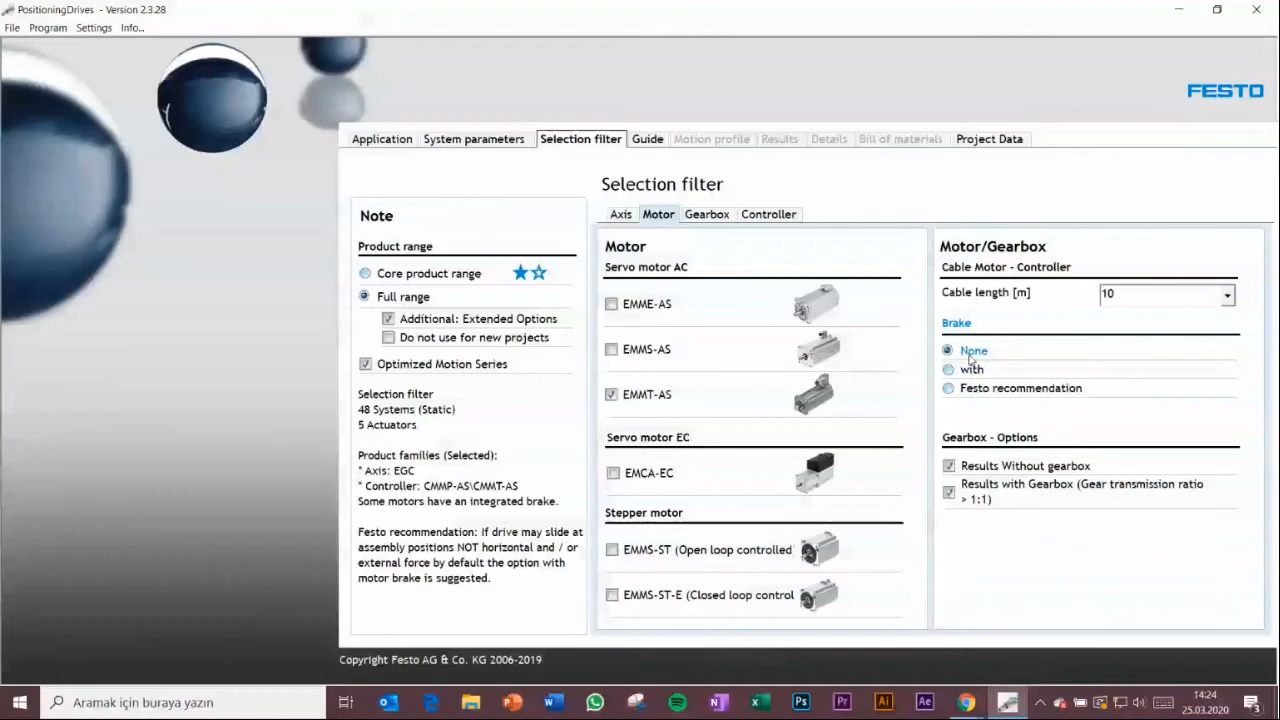 PositioningDrives - Version 2.3.28
File Program Settings Info...
FESTO
Application System parameters Selection filter Guide Motion profile Results Details Bill of materials Project Data
Selection filter
Axis Motor Gearbox Controller
Note
Product range
Core product range
Full range
Additional: Extended Options
Do not use for new projects
Optimized Motion Series
Selection filter
48 Systems (Static)
5 Actuators
Product families (Selected):
* Axis: EGC
* Controller: CMMP-AS\CMMT-AS
Some motors have an integrated brake.
Festo recommendation: If drive may slide at
assembly positions NOT horizontal and / or
external force by default the option with
motor brake is suggested.
Motor
Servo motor AC
EMME-AS
EMMS-AS
EMMT-AS
Servo motor EC
EMCA-EC
Stepper motor
EMMS-ST (Open loop controlled
EMMS-ST-E (Closed loop control
Motor/Gearbox
Cable Motor - Controller
Cable length [m] 10
Brake
None
with
Festo recommendation
Gearbox - Options
Results Without gearbox
Results with Gearbox (Gear transmission ratio
> 1:1)
Copyright Festo AG & Co. KG 2006-2019
Aramak için buraya yazın
14:24
25.03.2020
3